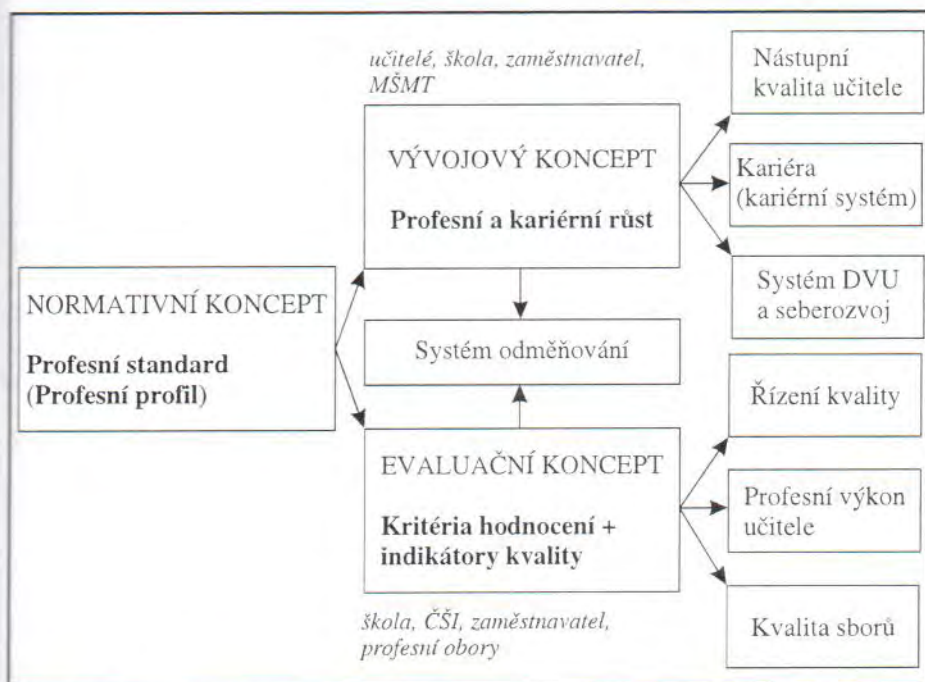 učitelé, škola, zaměstnavatel,
MŠMT
VÝVOJOVÝ KONCEPT
Profesní a kariérní růst
Nástupní
kvalita učitele
Kariéra
(kariérní systém)
Systém DVU
a seberozvoj
NORMATIVNÍ KONCEPT
Profesní standard
(Profesní profil)
Systém odměňování
EVALUAČNÍ KONCEPT
Kritéria hodnocení +
indikátory kvality
škola, ČŠI, zaměstnavatel,
profesní obory
Řízení kvality
Profesní výkon
učitele
Kvalita sborů